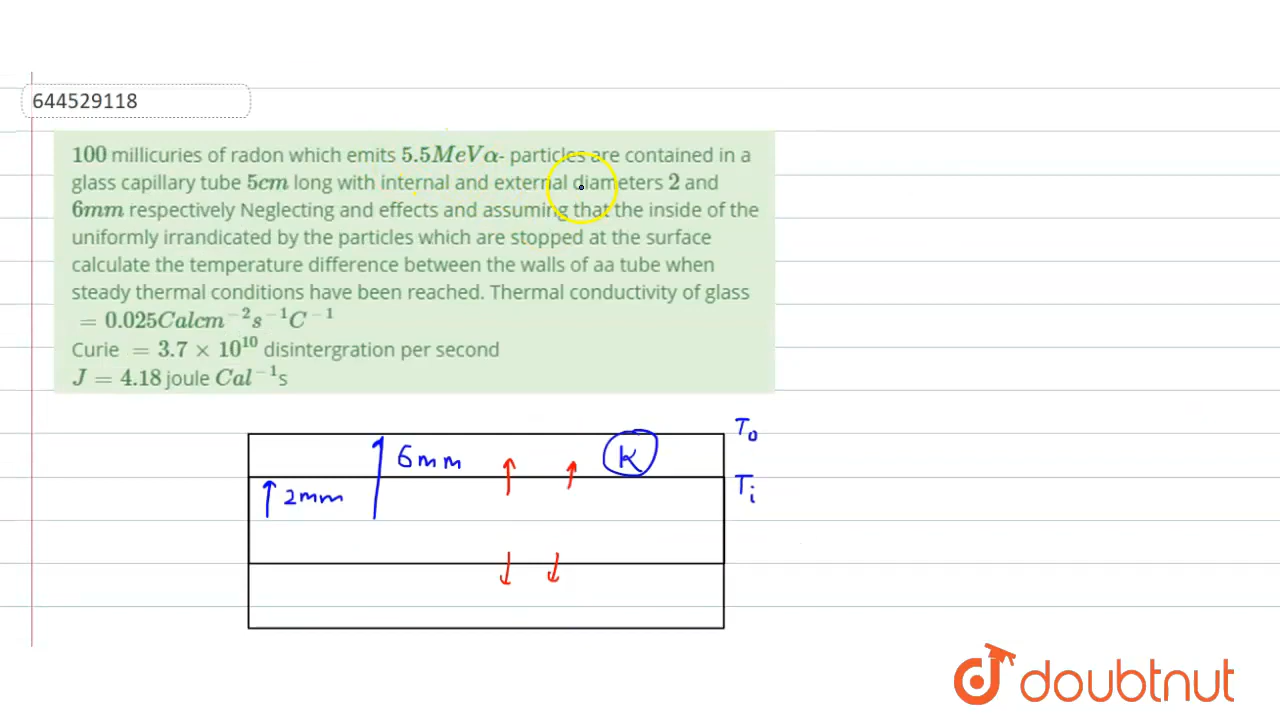 644529118
100 millicuries of radon which emits 5.5MeVα- particles are contained in a
glass capillary tube 5cm long with internal and external diameters 2 and
6mm respectively Neglecting and effects and assuming that the inside of the
uniformly irrandicated by the particles which are stopped at the surface
calculate the temperature difference between the walls of aa tube when
steady thermal conditions have been reached. Thermal conductivity of glass
= 0.025Calcm⁻²s⁻¹C⁻¹
Curie = 3.7 × 10¹⁰ disintergration per second
J = 4.18 joule Cal⁻¹s
T₀
6mm
K
Tᵢ
2mm
doubtnut